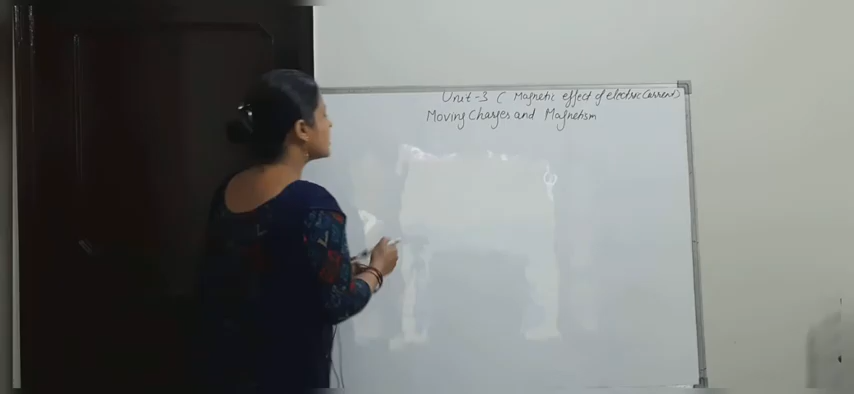 Unit-3 ( Magnetic effect of electric Current)
Moving Charges and Magnetism